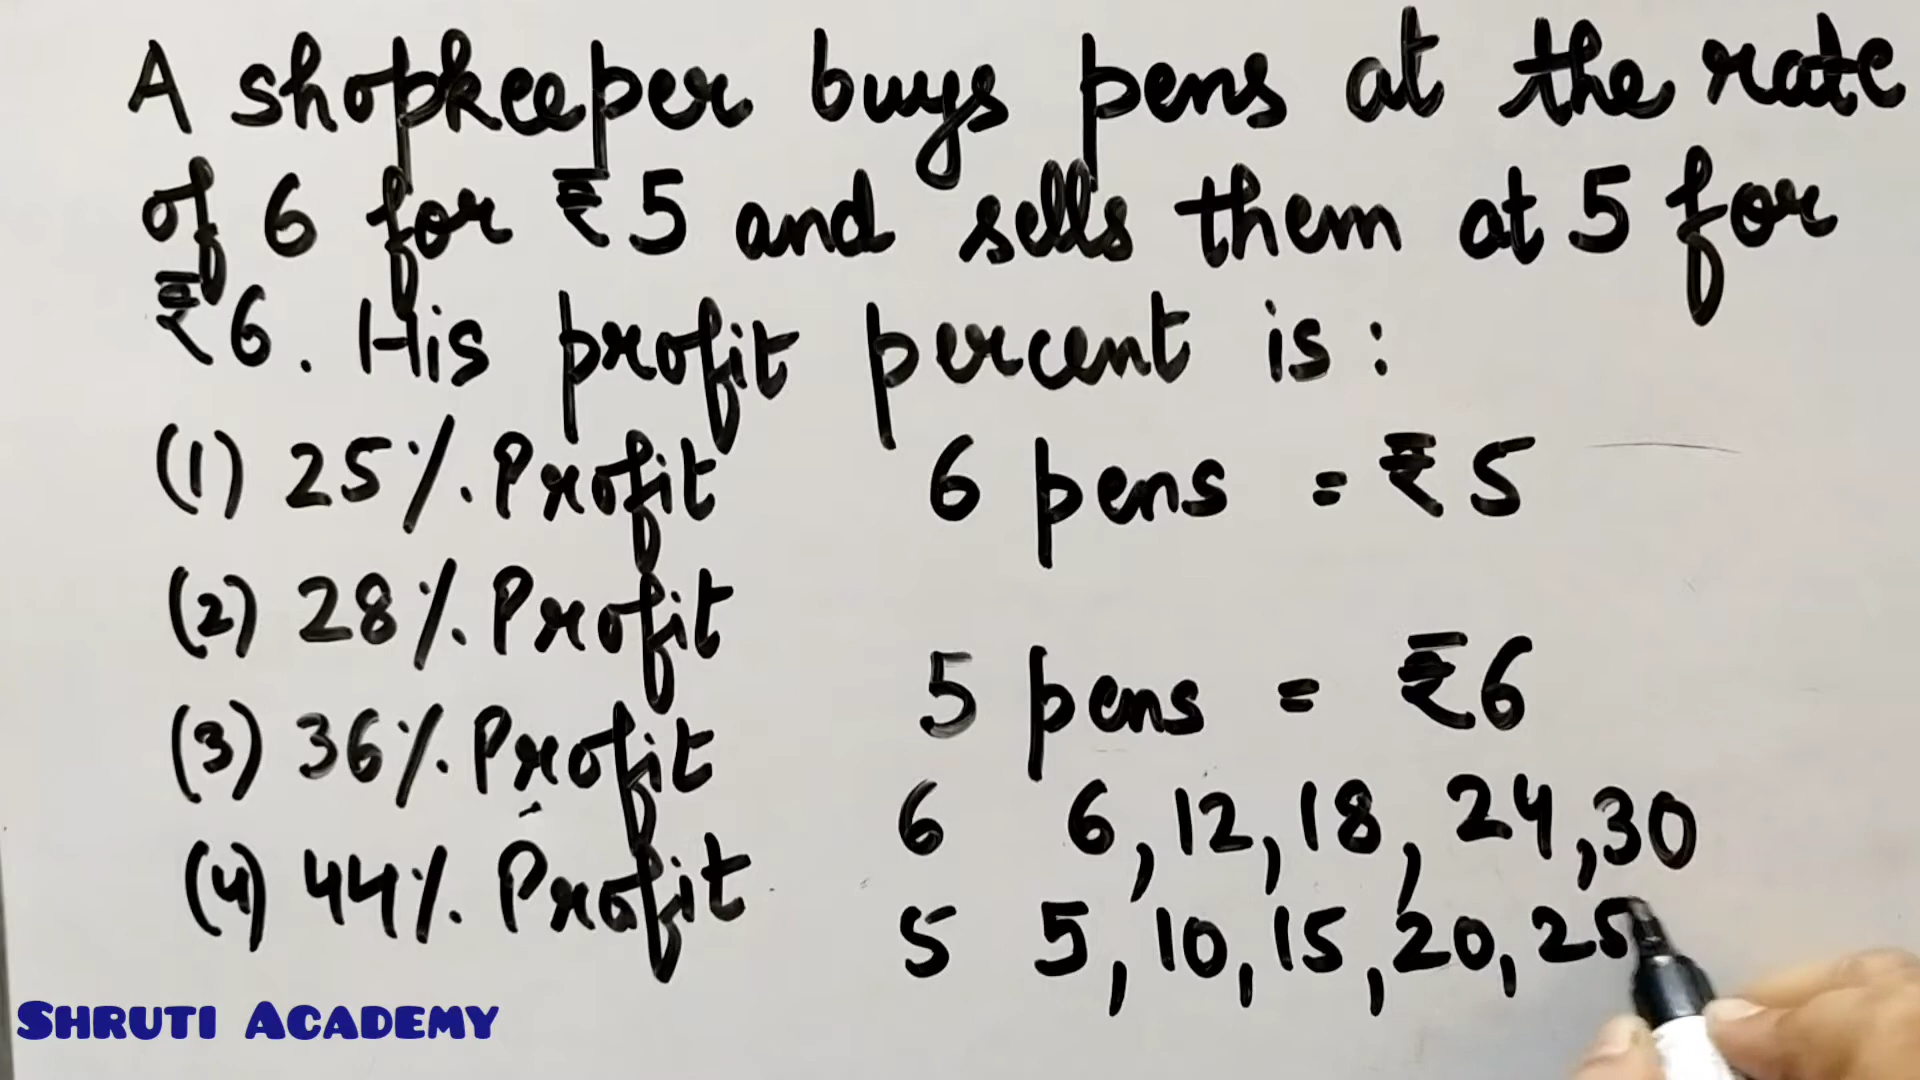 A shopkeeper buys pens at the rate
of 6 for ₹5 and sells them at 5 for
₹6. His profit percent is:
(1) 25%. Profit
(2) 28%. Profit
(3) 36%. Profit
(4) 44%. Profit
6 pens = ₹5
5 pens = ₹6
6 6, 12, 18, 24, 30
5 5, 10, 15, 20, 25
SHRUTI ACADEMY